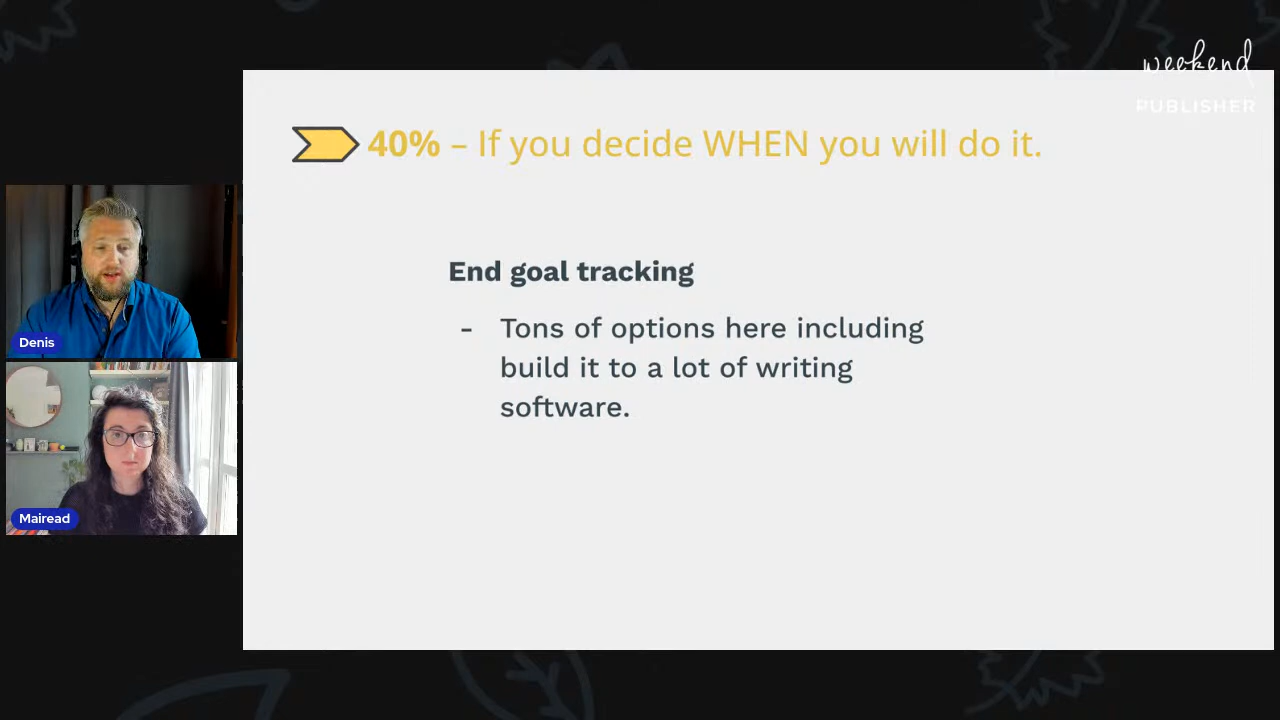 weekend
PUBLISHER
40% – If you decide WHEN you will do it.
End goal tracking
- Tons of options here including
build it to a lot of writing
software.
Denis
Mairead